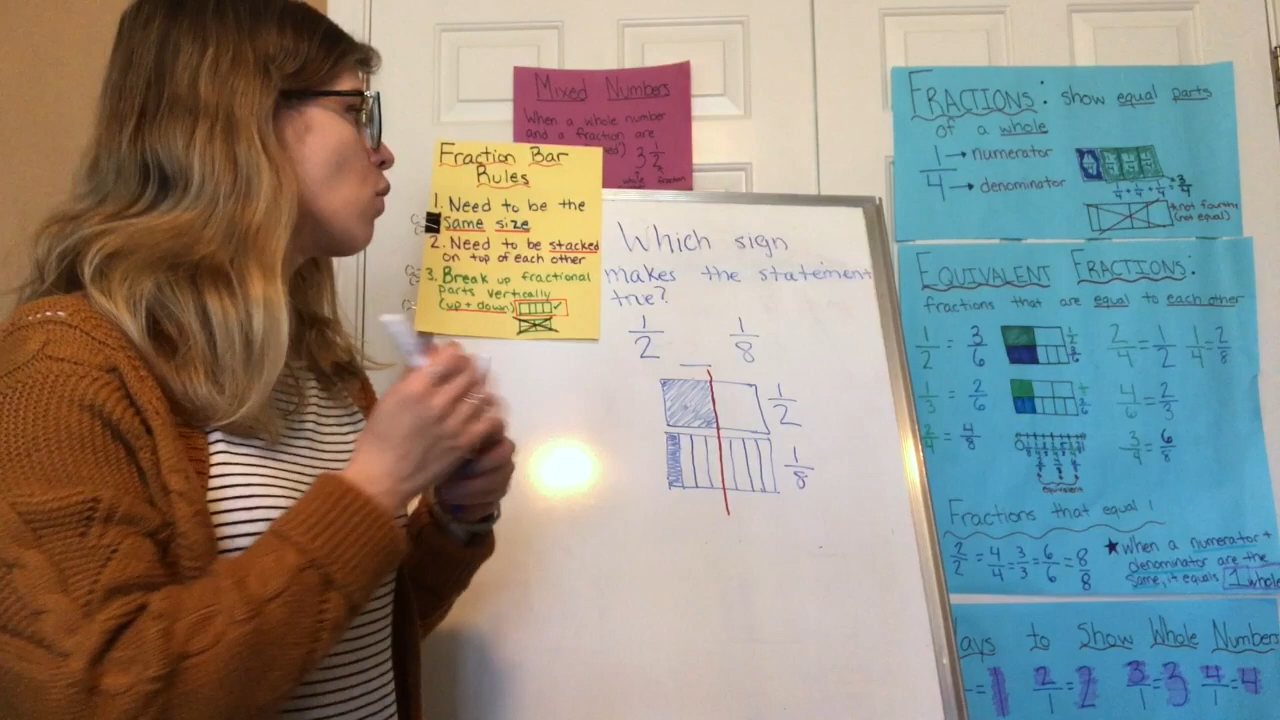 Mixed Numbers
When a whole number
and a fraction are
3 1/2
whole
fraction
Fraction Bar
Rules
1. Need to be the
same size
2. Need to be stacked
on top of each other
3. Break up fractional
parts vertically
(up + down)
Which sign
makes the statement
true?
1/2 1/8
1/2
1/8
FRACTIONS: show equal parts
of a whole
1/4 → numerator
→ denominator
1/4 + 1/4 + 1/4 = 3/4
not fourths
(not equal)
EQUIVALENT FRACTIONS:
fractions that are equal to each other
1/2 = 3/6
2/4 = 1/2 1/4 = 2/8
1/3 = 2/6
4/6 = 2/3
2/4 = 4/8
3/4 = 6/8
equivalent
Fractions that equal 1
2/2 = 4/4 = 3/3 = 6/6 = 8/8
★ When a numerator +
denominator are the
same, it equals 1 whole
to Show Whole Numbers
= 1 2/1 = 2 3/1 = 3 4/1 = 4